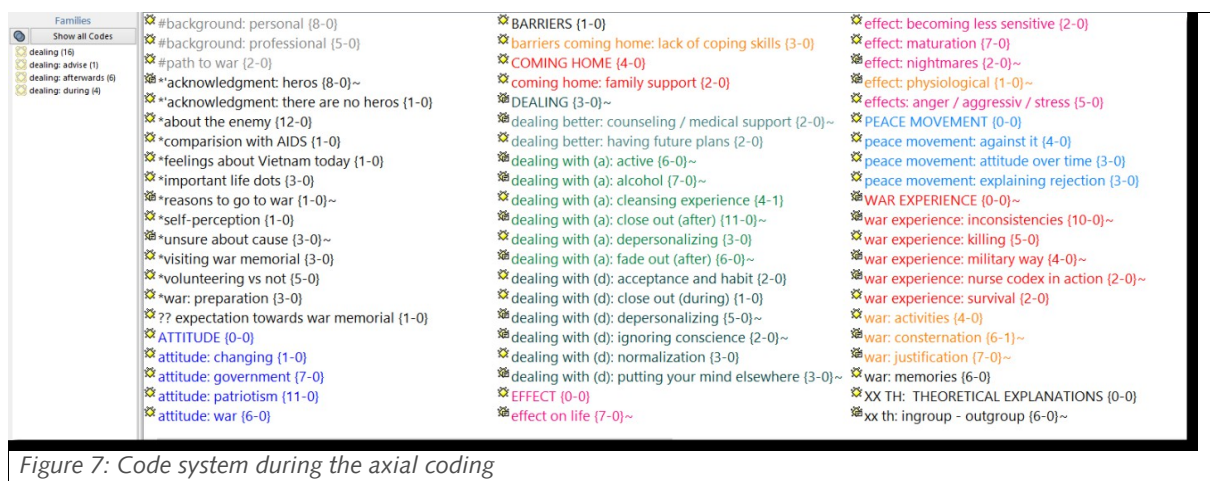 Families
Show all Codes
dealing (16)
dealing: advise (1)
dealing: afterwards (6)
dealing: during (4)
#background: personal {8-0}
#background: professional {5-0}
#path to war {2-0}
*'acknowledgment: heros {8-0}~
*'acknowledgment: there are no heros {1-0}
*about the enemy {12-0}
*comparision with AIDS {1-0}
*feelings about Vietnam today {1-0}
*important life dots {3-0}
*reasons to go to war {1-0}~
*self-perception {1-0}
*unsure about cause {3-0}~
*visiting war memorial {3-0}
*volunteering vs not {5-0}
*war: preparation {3-0}
?? expectation towards war memorial {1-0}
ATTITUDE {0-0}
attitude: changing {1-0}
attitude: government {7-0}
attitude: patriotism {11-0}
attitude: war {6-0}
BARRIERS {1-0}
barriers coming home: lack of coping skills {3-0}
COMING HOME {4-0}
coming home: family support {2-0}
DEALING {3-0}~
dealing better: counseling / medical support {2-0}~
dealing better: having future plans {2-0}
dealing with (a): active {6-0}~
dealing with (a): alcohol {7-0}~
dealing with (a): cleansing experience {4-1}
dealing with (a): close out (after) {11-0}~
dealing with (a): depersonalizing {3-0}
dealing with (a): fade out (after) {6-0}~
dealing with (d): acceptance and habit {2-0}
dealing with (d): close out (during) {1-0}
dealing with (d): depersonalizing {5-0}~
dealing with (d): ignoring conscience {2-0}~
dealing with (d): normalization {3-0}
dealing with (d): putting your mind elsewhere {3-0}~
EFFECT {0-0}
effect on life {7-0}~
effect: becoming less sensitive {2-0}
effect: maturation {7-0}
effect: nightmares {2-0}~
effect: physiological {1-0}~
effects: anger / aggressiv / stress {5-0}
PEACE MOVEMENT {0-0}
peace movement: against it {4-0}
peace movement: attitude over time {3-0}
peace movement: explaining rejection {3-0}
WAR EXPERIENCE {0-0}~
war experience: inconsistencies {10-0}~
war experience: killing {5-0}
war experience: military way {4-0}~
war experience: nurse codex in action {2-0}~
war experience: survival {2-0}
war: activities {4-0}
war: consternation {6-1}~
war: justification {7-0}~
war: memories {6-0}
XX TH:  THEORETICAL EXPLANATIONS {0-0}
xx th: ingroup - outgroup {6-0}~
Figure 7: Code system during the axial coding